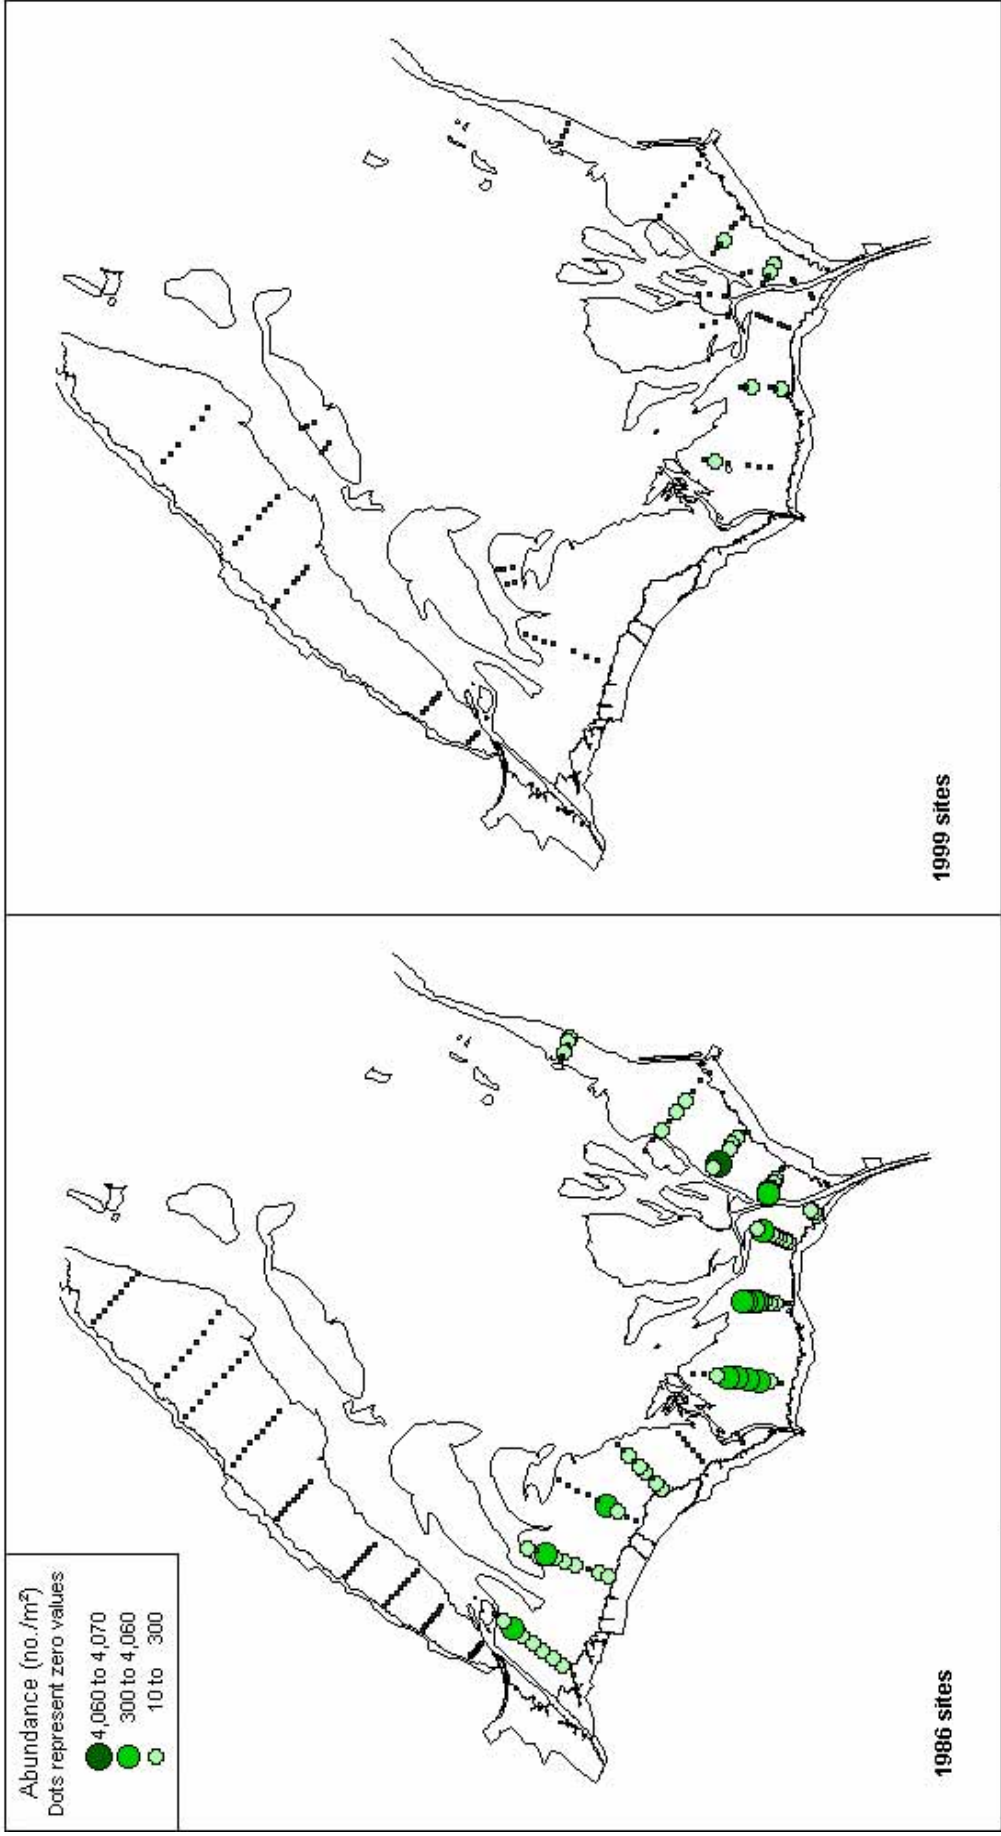 Abundance (no./m²)
Dots represent zero values
4,060 to 4,070
300 to 4,060
10 to 300
1986 sites
1999 sites